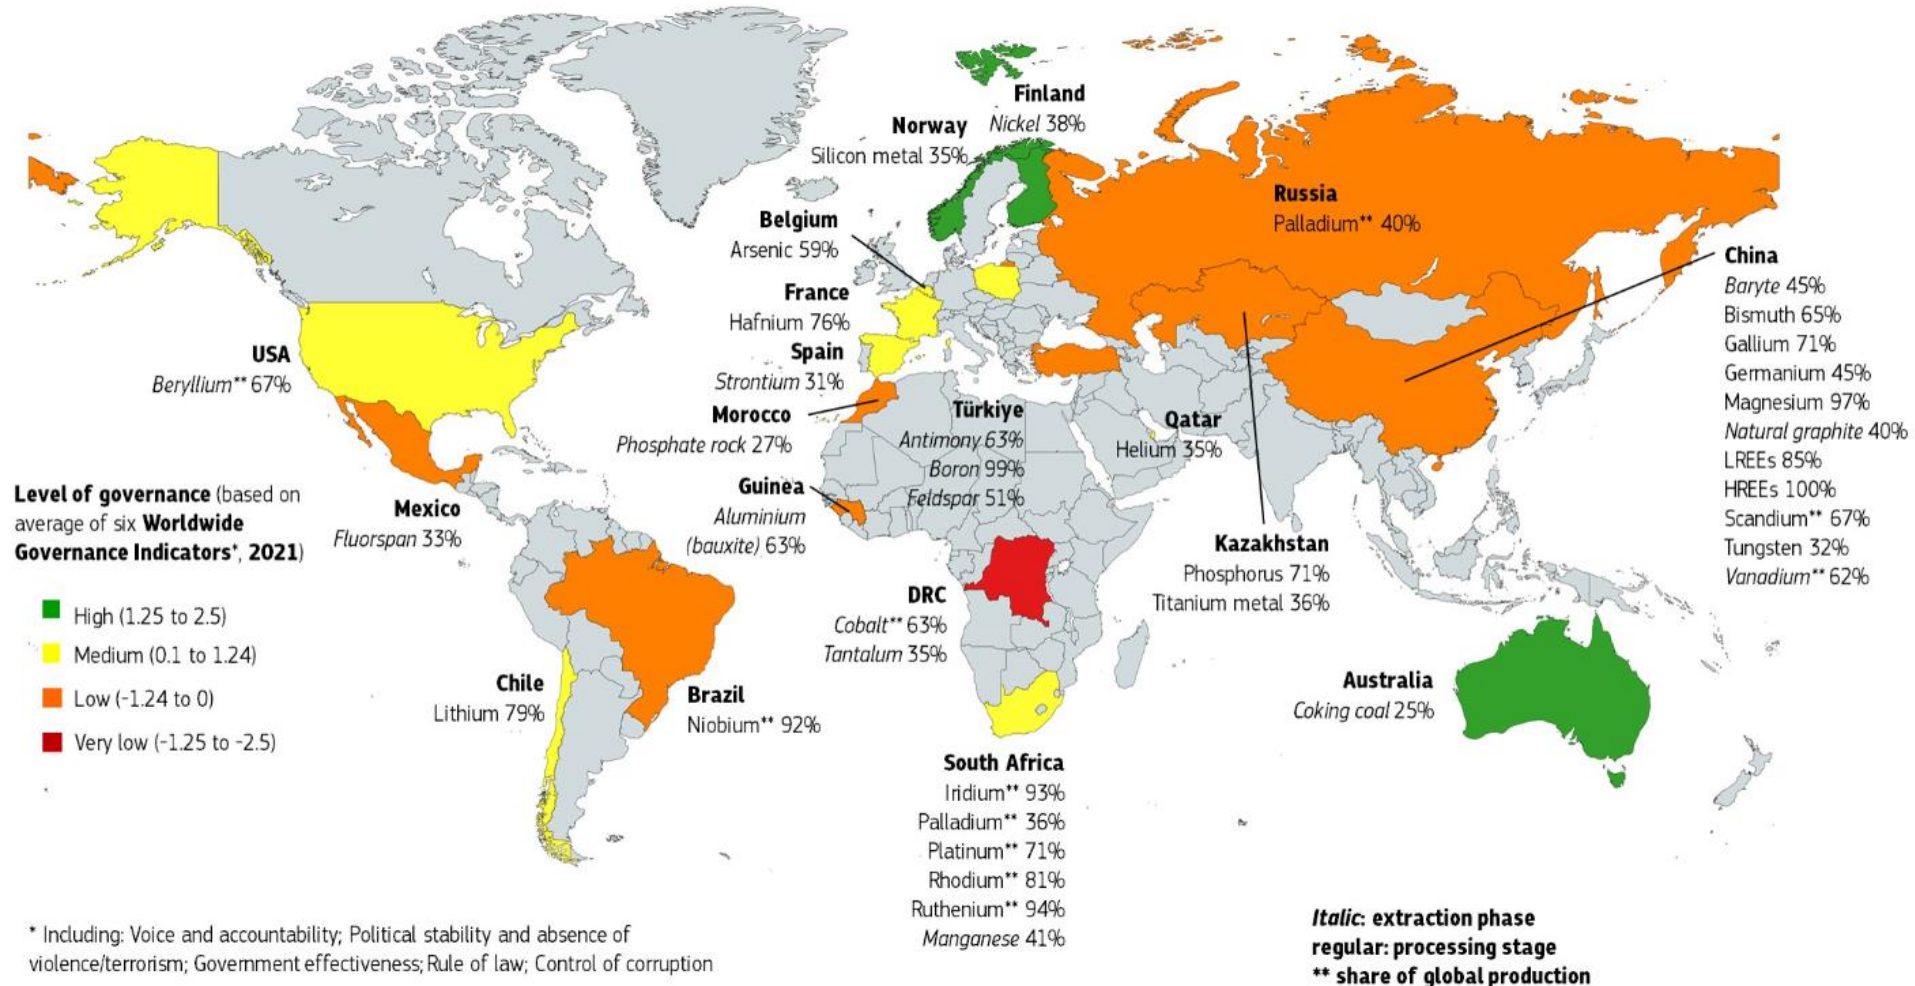 Finland
Nickel 38%
Norway
Silicon metal 35%
Russia
Palladium** 40%
Belgium
Arsenic 59%
China
Baryte 45%
Bismuth 65%
Gallium 71%
Germanium 45%
Magnesium 97%
Natural graphite 40%
LREEs 85%
HREEs 100%
Scandium** 67%
Tungsten 32%
Vanadium** 62%
France
Hafnium 76%
Spain
Strontium 31%
USA
Beryllium** 67%
Morocco
Phosphate rock 27%
Türkiye
Antimony 63%
Boron 99%
Feldspar 51%
Qatar
Helium 35%
Guinea
Aluminium
(bauxite) 63%
Mexico
Fluorspan 33%
Level of governance (based on
average of six Worldwide
Governance Indicators*, 2021)
High (1.25 to 2.5)
Medium (0.1 to 1.24)
Low (-1.24 to 0)
Very low (-1.25 to -2.5)
Kazakhstan
Phosphorus 71%
Titanium metal 36%
DRC
Cobalt** 63%
Tantalum 35%
Chile
Lithium 79%
Brazil
Niobium** 92%
Australia
Coking coal 25%
South Africa
Iridium** 93%
Palladium** 36%
Platinum** 71%
Rhodium** 81%
Ruthenium** 94%
Manganese 41%
* Including: Voice and accountability; Political stability and absence of
violence/terrorism; Government effectiveness; Rule of law; Control of corruption
Italic: extraction phase
regular: processing stage
** share of global production